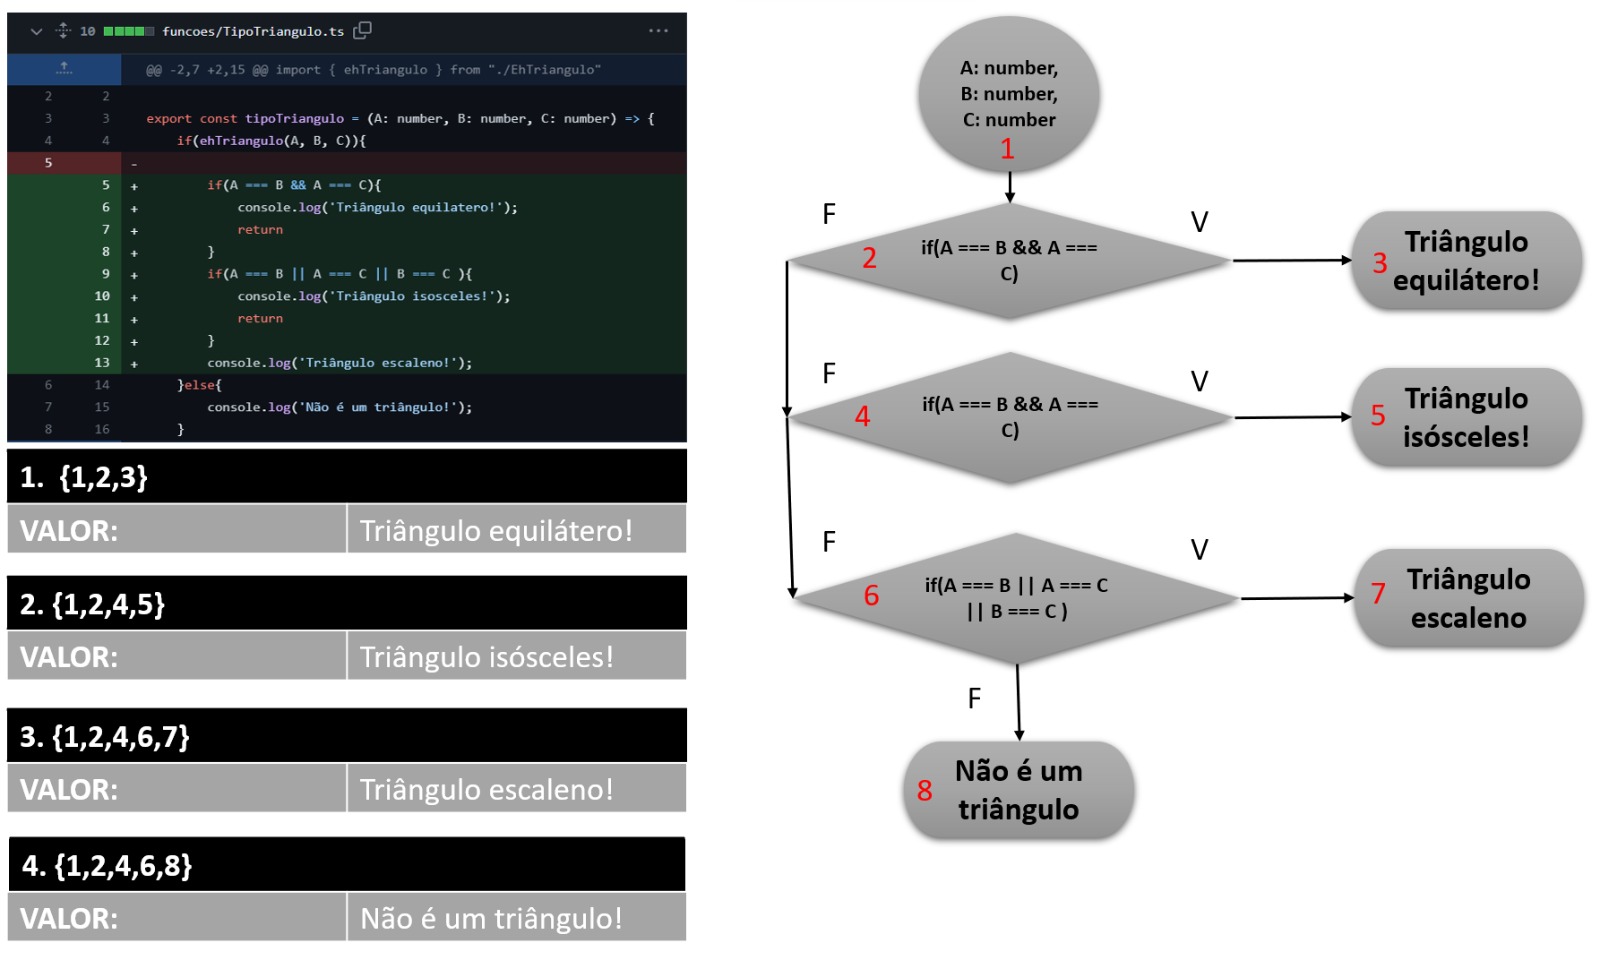 10 funcoes/TipoTriangulo.ts ...
@@ -2,7 +2,15 @@ import { ehTriangulo } from "./EhTriangulo"
2 2
3 3 export const tipoTriangulo = (A: number, B: number, C: number) => {
4 4 if(ehTriangulo(A, B, C)){
5 -
5 + if(A === B && A === C){
6 + console.log('Triângulo equilatero!');
7 + return
8 + }
9 + if(A === B || A === C || B === C ){
10 + console.log('Triângulo isosceles!');
11 + return
12 + }
13 + console.log('Triângulo escaleno!');
6 14 }else{
7 15 console.log('Não é um triângulo!');
8 16 }
1. {1,2,3}
VALOR: Triângulo equilátero!
2. {1,2,4,5}
VALOR: Triângulo isósceles!
3. {1,2,4,6,7}
VALOR: Triângulo escaleno!
4. {1,2,4,6,8}
VALOR: Não é um triângulo!
A: number,
B: number,
C: number
1
F
V
2
if(A === B && A ===
C)
3
Triângulo
equilátero!
F
V
4
if(A === B && A ===
C)
5
Triângulo
isósceles!
F
V
6
if(A === B || A === C
|| B === C )
7
Triângulo
escaleno
F
8
Não é um
triângulo